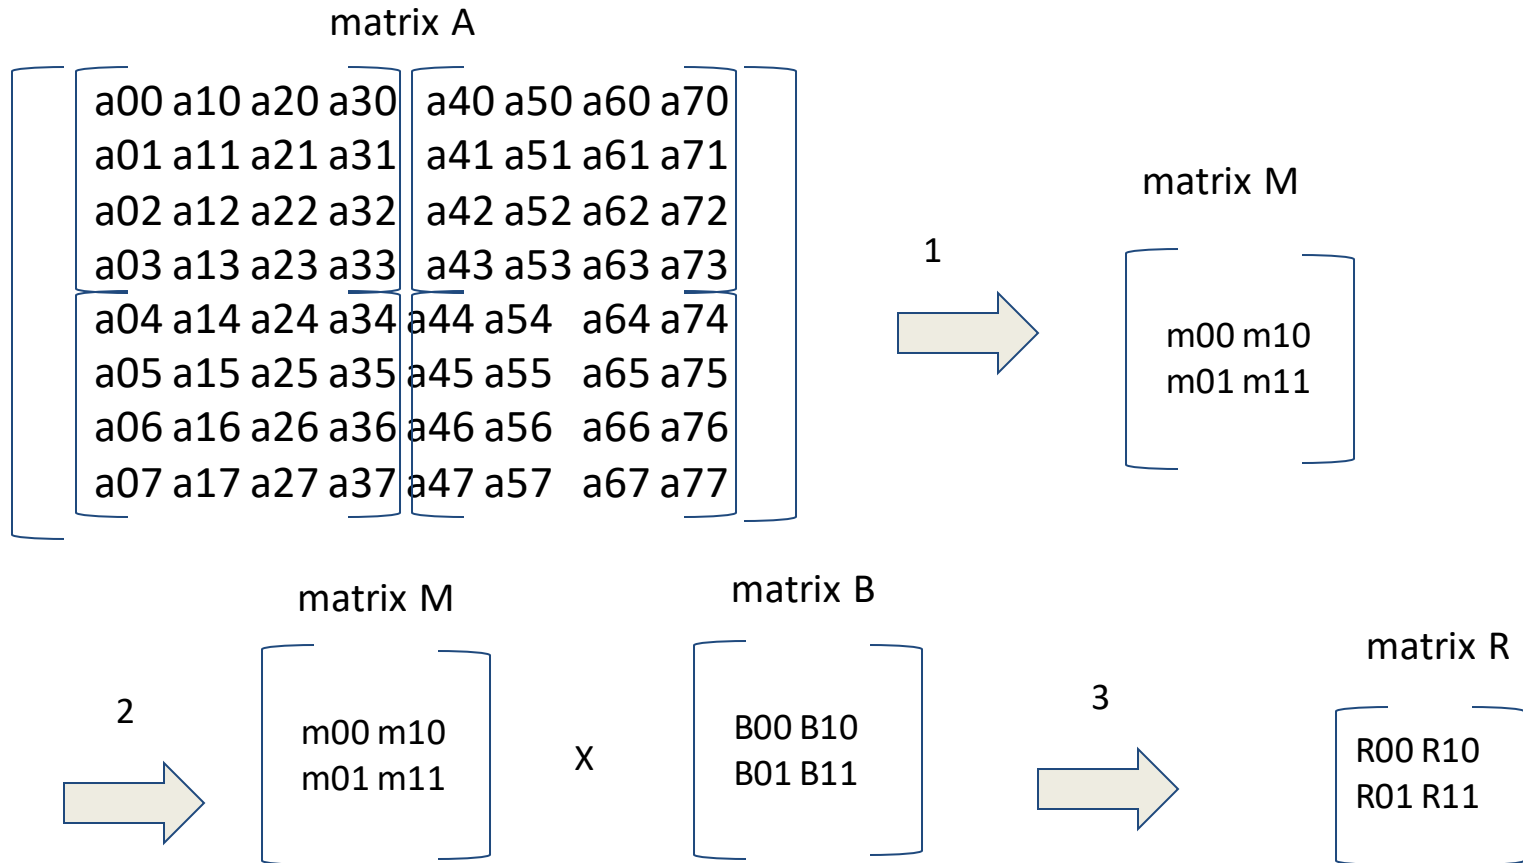 matrix A
a00 a10 a20 a30 a40 a50 a60 a70
a01 a11 a21 a31 a41 a51 a61 a71
a02 a12 a22 a32 a42 a52 a62 a72
a03 a13 a23 a33 a43 a53 a63 a73
a04 a14 a24 a34 a44 a54 a64 a74
a05 a15 a25 a35 a45 a55 a65 a75
a06 a16 a26 a36 a46 a56 a66 a76
a07 a17 a27 a37 a47 a57 a67 a77
1
matrix M
m00 m10
m01 m11
2
matrix M
m00 m10
m01 m11
X
matrix B
B00 B10
B01 B11
3
matrix R
R00 R10
R01 R11